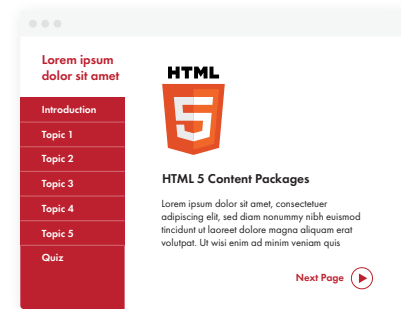 Lorem ipsum
dolor sit amet
Introduction
Topic 1
Topic 2
Topic 3
Topic 4
Topic 5
Quiz
HTML
5
HTML 5 Content Packages
Lorem ipsum dolor sit amet, consectetuer
adipiscing elit, sed diam nonummy nibh euismod
tincidunt ut laoreet dolore magna aliquam erat
volutpat. Ut wisi enim ad minim veniam quis
Next Page